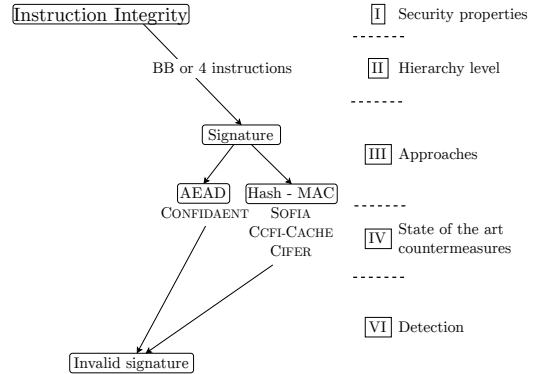 Instruction Integrity
I Security properties
BB or 4 instructions
II Hierarchy level
Signature
III Approaches
AEAD
Hash - MAC
CONFIDAENT
SOFIA
CCFI-CACHE
CIFER
IV State of the art
countermeasures
VI Detection
Invalid signature